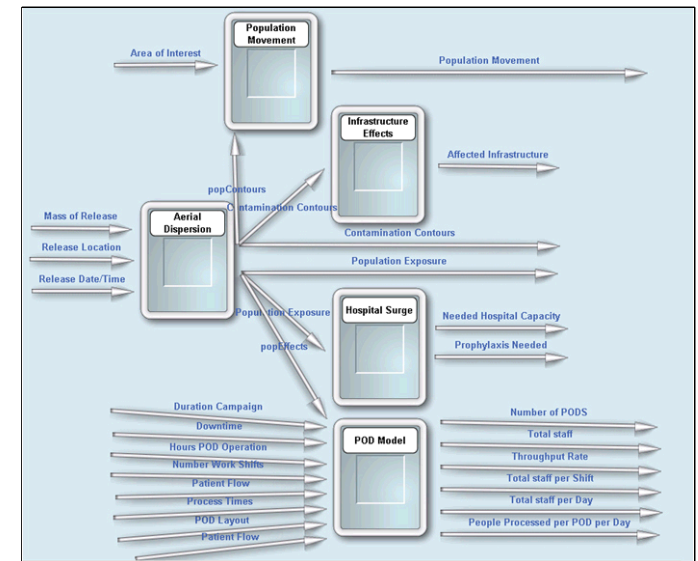 Population
Movement
Area of Interest
Population Movement
Infrastructure
Effects
Affected Infrastructure
popContours
Contamination Contours
Mass of Release
Aerial
Dispersion
Release Location
Contamination Contours
Population Exposure
Release Date/Time
Population Exposure
Hospital Surge
Needed Hospital Capacity
popEffects
Prophylaxis Needed
Duration Campaign
Number of PODS
Downtime
Total staff
POD Model
Hours POD Operation
Throughput Rate
Number Work Shifts
Total staff per Shift
Patient Flow
Process Times
Total staff per Day
POD Layout
People Processed per POD per Day
Patient Flow